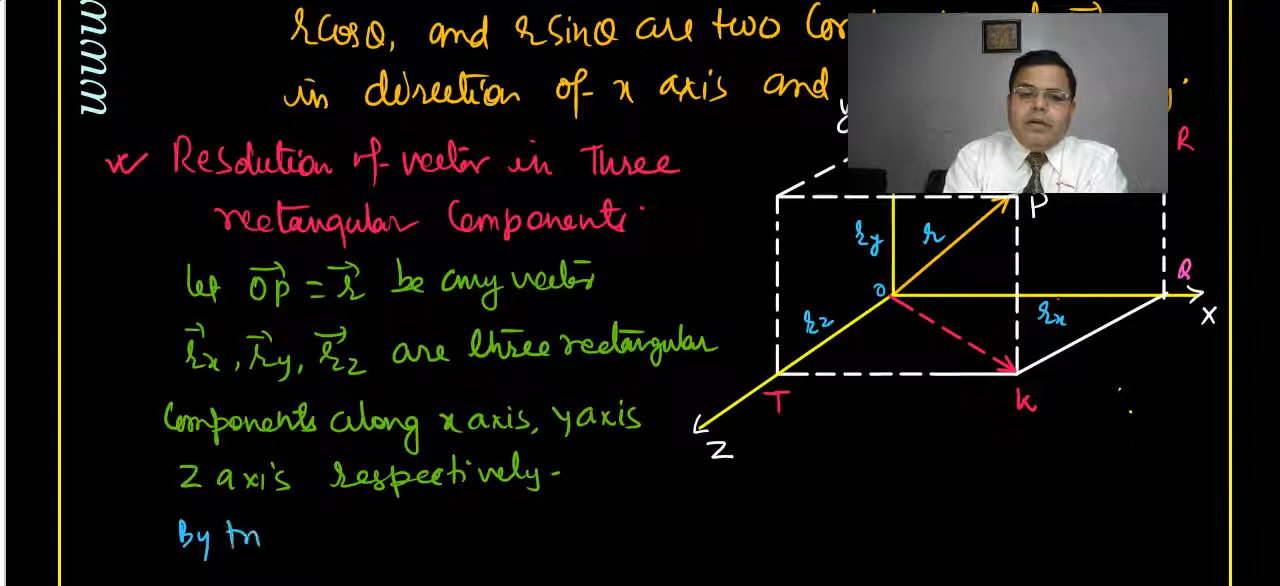 www
rcosθ, and rsinθ are two
in direction of x axis and
Resolution of vector in Three
rectangular Components.
let OP = r be any vector
rx, ry, rz are three rectangular
Components along x axis, y axis
Z axis respectively -
By tm
y
R
P
ry
r
O
Q
rz
rx
X
T
K
Z